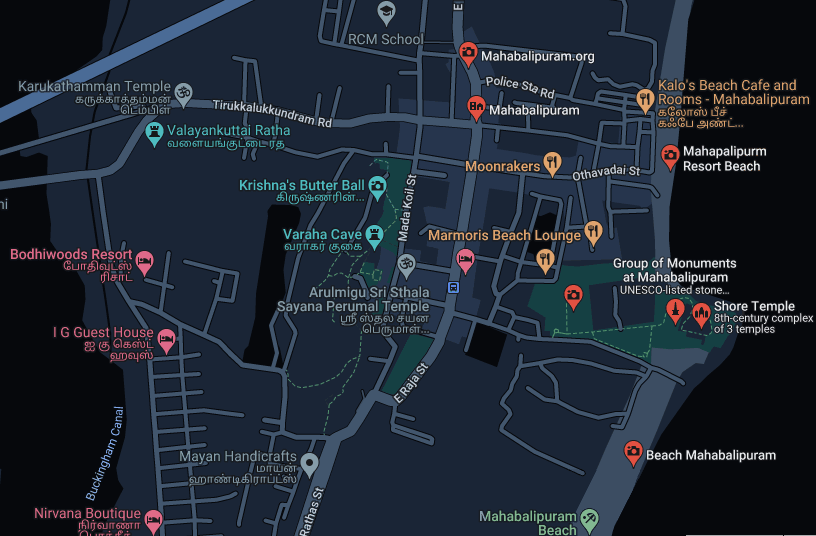 RCM School
Mahabalipuram.org
Police Sta Rd
Karukathamman Temple
கருக்காத்தம்மன்
டெம்பிள்
Kalo's Beach Cafe and
Rooms - Mahabalipuram
கலோஸ் பீச்
கஃபே அண்ட்...
Mahabalipuram
Tirukkalukkundram Rd
Valayankuttai Ratha
வளையங்குட்டைரத
Mahapalipurm
Resort Beach
Moonrakers
Othavadai St
Krishna's Butter Ball
கிருஷ்ணரின்...
Mada Koil St
Varaha Cave
வராகர் குகை
Marmoris Beach Lounge
Bodhiwoods Resort
போதிவுட்ஸ்
ரிசாட்
Group of Monuments
at Mahabalipuram
UNESCO-listed stone...
Arulmigu Sri Sthala
Sayana Perumal Temple
ஸ்ரீ ஸ்தல சயன
பெருமாள்...
Shore Temple
8th-century complex
of 3 temples
I G Guest House
ஐ கு கெஸ்ட்
ஹவுஸ்
E Raja St
Buckingham Canal
Mayan Handicrafts
மாயன்
ஹாண்டிகிராப்ட்ஸ்
Beach Mahabalipuram
Rathas St
Nirvana Boutique
நிர்வாணா
Mahabalipuram
Beach